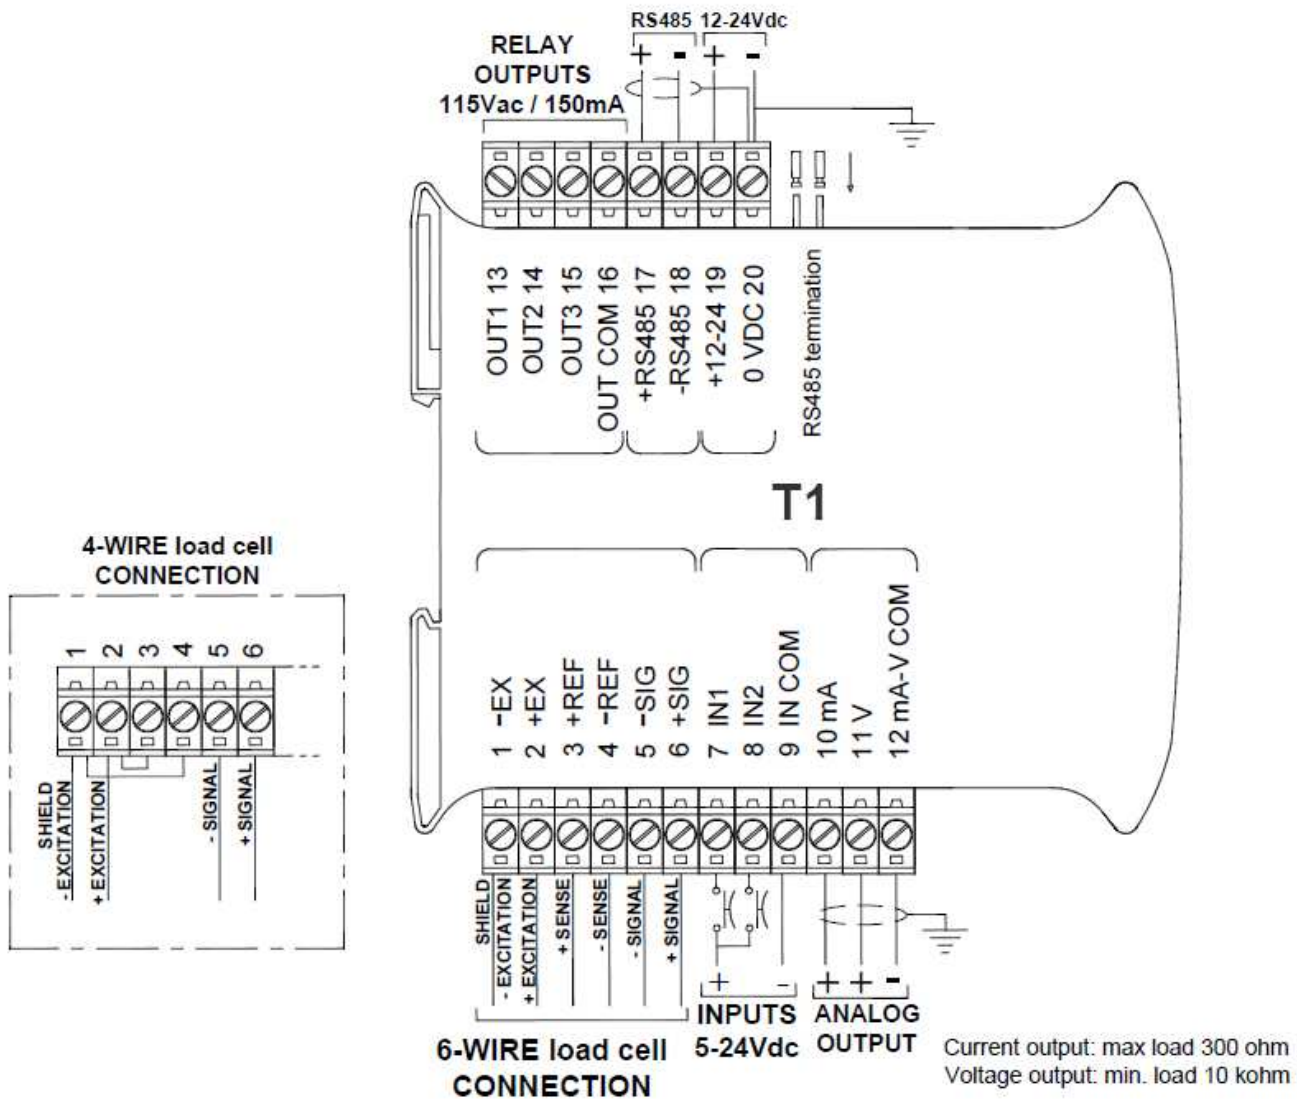 RS485 12-24Vdc
+ - + -
RELAY
OUTPUTS
115Vac / 150mA
OUT1 13
OUT2 14
OUT3 15
OUT COM 16
+RS485 17
-RS485 18
+12-24 19
0 VDC 20
RS485 termination
T1
4-WIRE load cell
CONNECTION
1
2
3
4
5
6
SHIELD
- EXCITATION
+ EXCITATION
- SIGNAL
+ SIGNAL
1 -EX
2 +EX
3 +REF
4 -REF
5 -SIG
6 +SIG
7 IN1
8 IN2
9 IN COM
10 mA
11 V
12 mA-V COM
SHIELD
- EXCITATION
+ EXCITATION
+ SENSE
- SENSE
- SIGNAL
+ SIGNAL
+ -
+ + -
INPUTS
5-24Vdc
ANALOG
OUTPUT
6-WIRE load cell
CONNECTION
Current output: max load 300 ohm
Voltage output: min. load 10 kohm